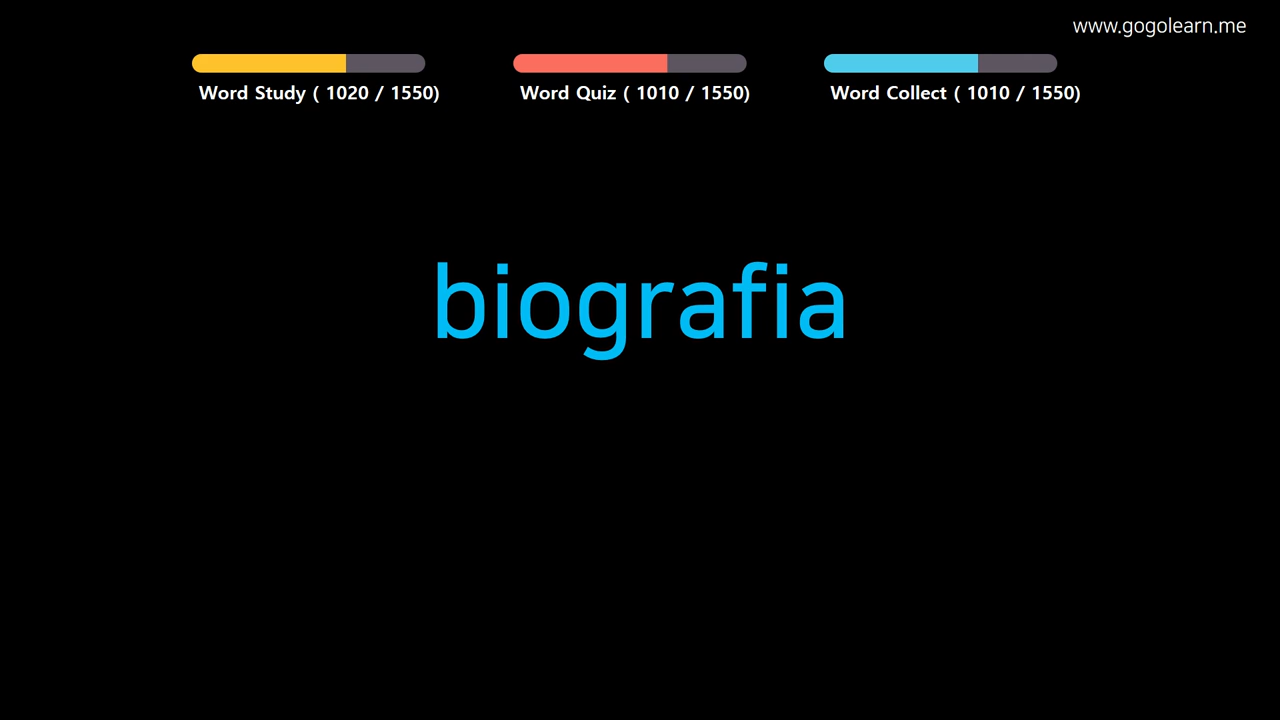 www.gogolearn.me
Word Study ( 1020 / 1550)
Word Quiz ( 1010 / 1550)
Word Collect ( 1010 / 1550)
biografia